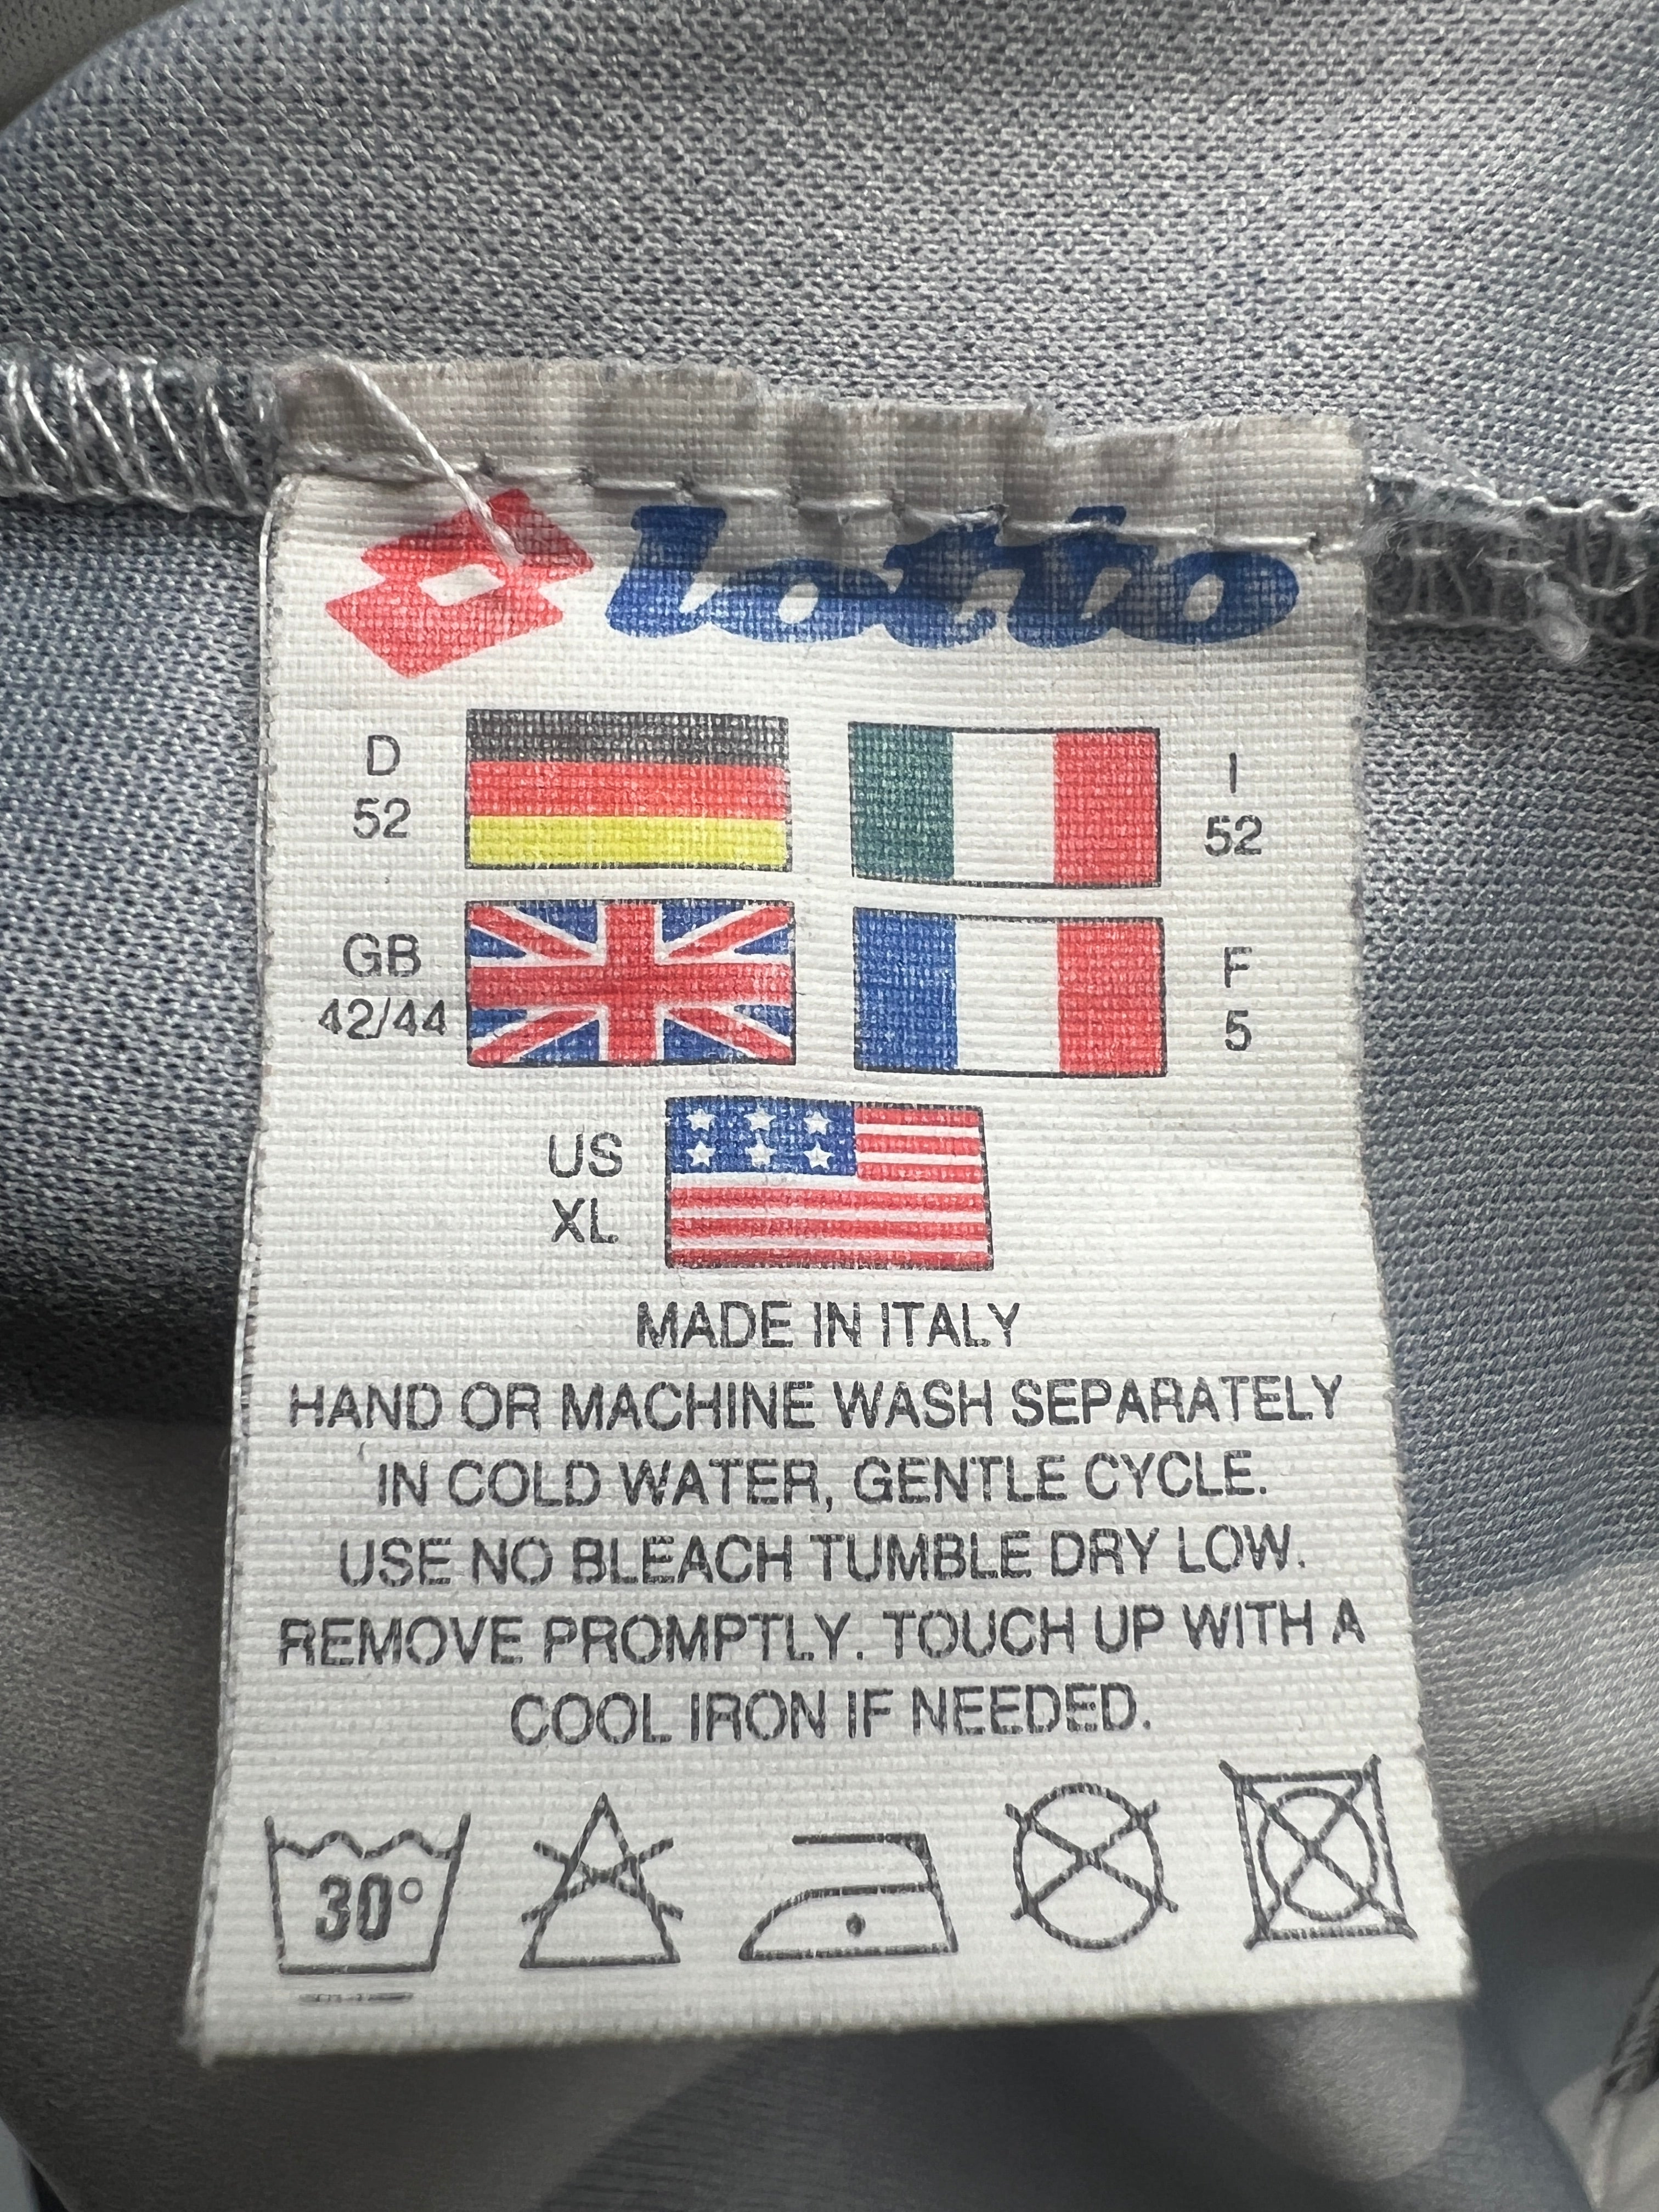 lotto
D
52
I
52
GB
42/44
F
5
US
XL
MADE IN ITALY
HAND OR MACHINE WASH SEPARATELY
IN COLD WATER, GENTLE CYCLE.
USE NO BLEACH TUMBLE DRY LOW.
REMOVE PROMPTLY. TOUCH UP WITH A
COOL IRON IF NEEDED.
30°